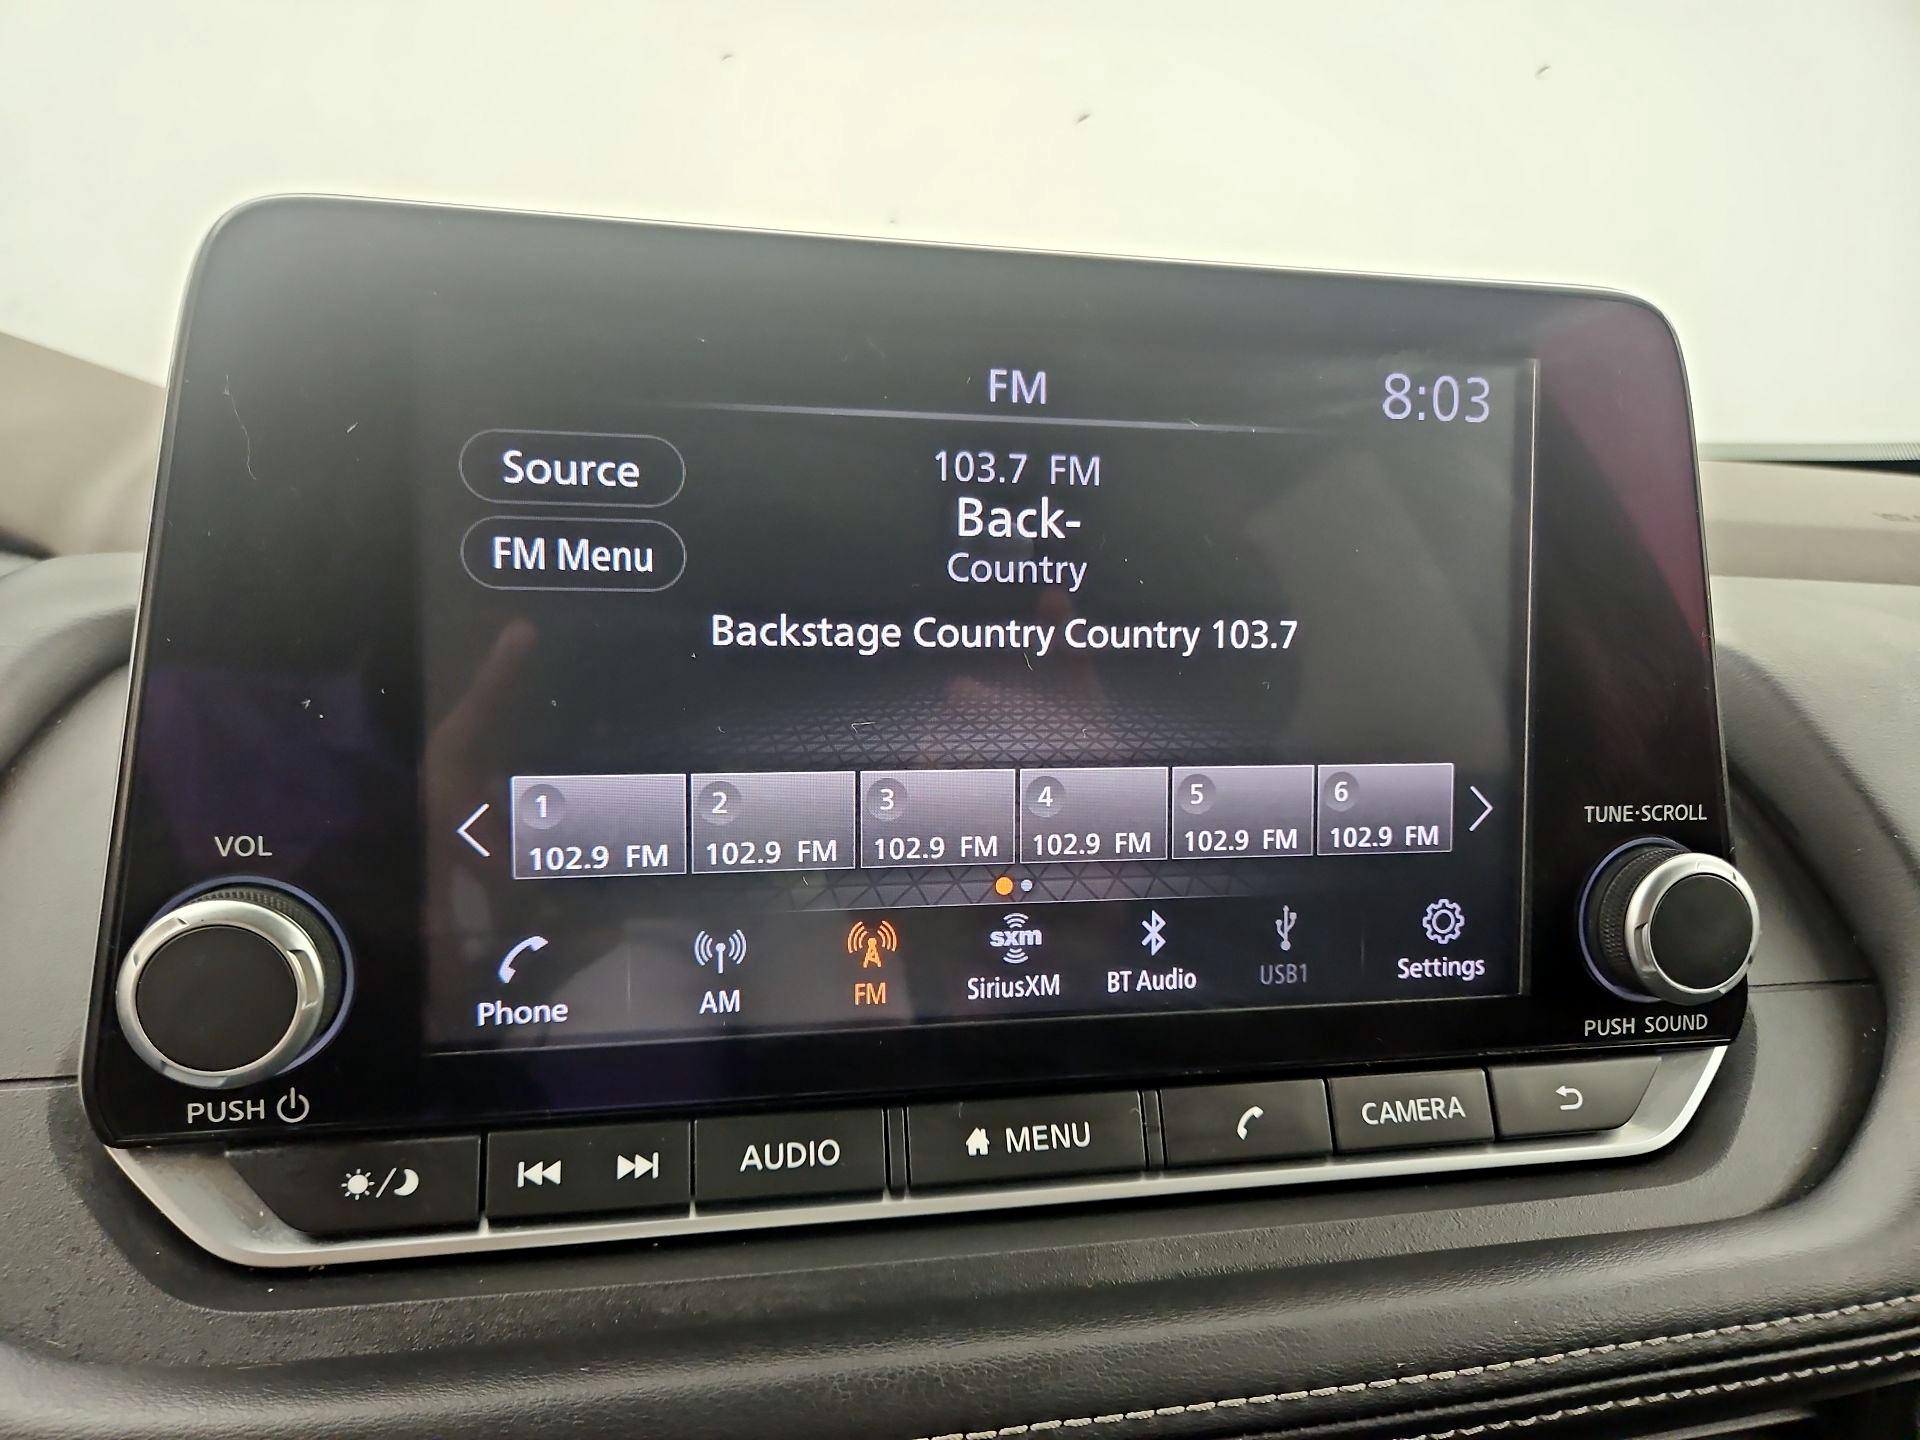 FM
8:03
Source
103.7 FM
Back-
FM Menu
Country
Backstage Country Country 103.7
1
2
3
4
5
6
102.9 FM
102.9 FM
102.9 FM
102.9 FM
102.9 FM
102.9 FM
VOL
TUNE·SCROLL
Phone
AM
FM
sxm
SiriusXM
BT Audio
USB1
Settings
PUSH
PUSH SOUND
AUDIO
MENU
CAMERA